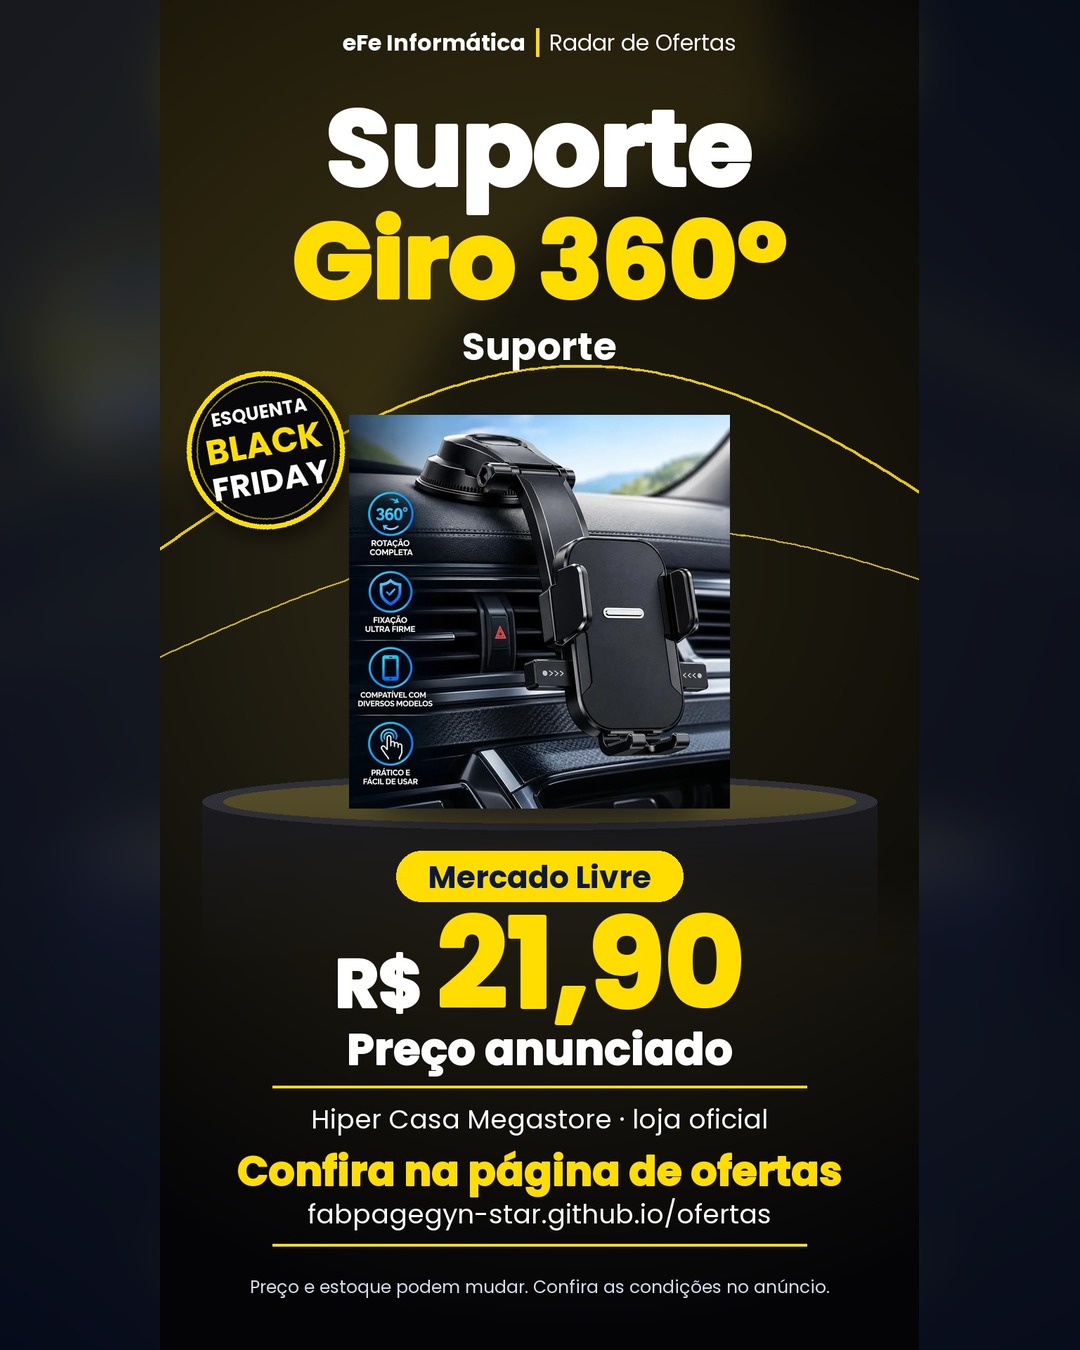 eFe Informática | Radar de Ofertas
Suporte
Giro 360º
Suporte
ESQUENTA
BLACK
FRIDAY
360°
ROTAÇÃO
COMPLETA
FIXAÇÃO
ULTRA FIRME
COMPATÍVEL COM
DIVERSOS MODELOS
PRÁTICO E
FÁCIL DE USAR
Mercado Livre
R$ 21,90
Preço anunciado
Hiper Casa Megastore · loja oficial
Confira na página de ofertas
fabpagegyn-star.github.io/ofertas
Preço e estoque podem mudar. Confira as condições no anúncio.